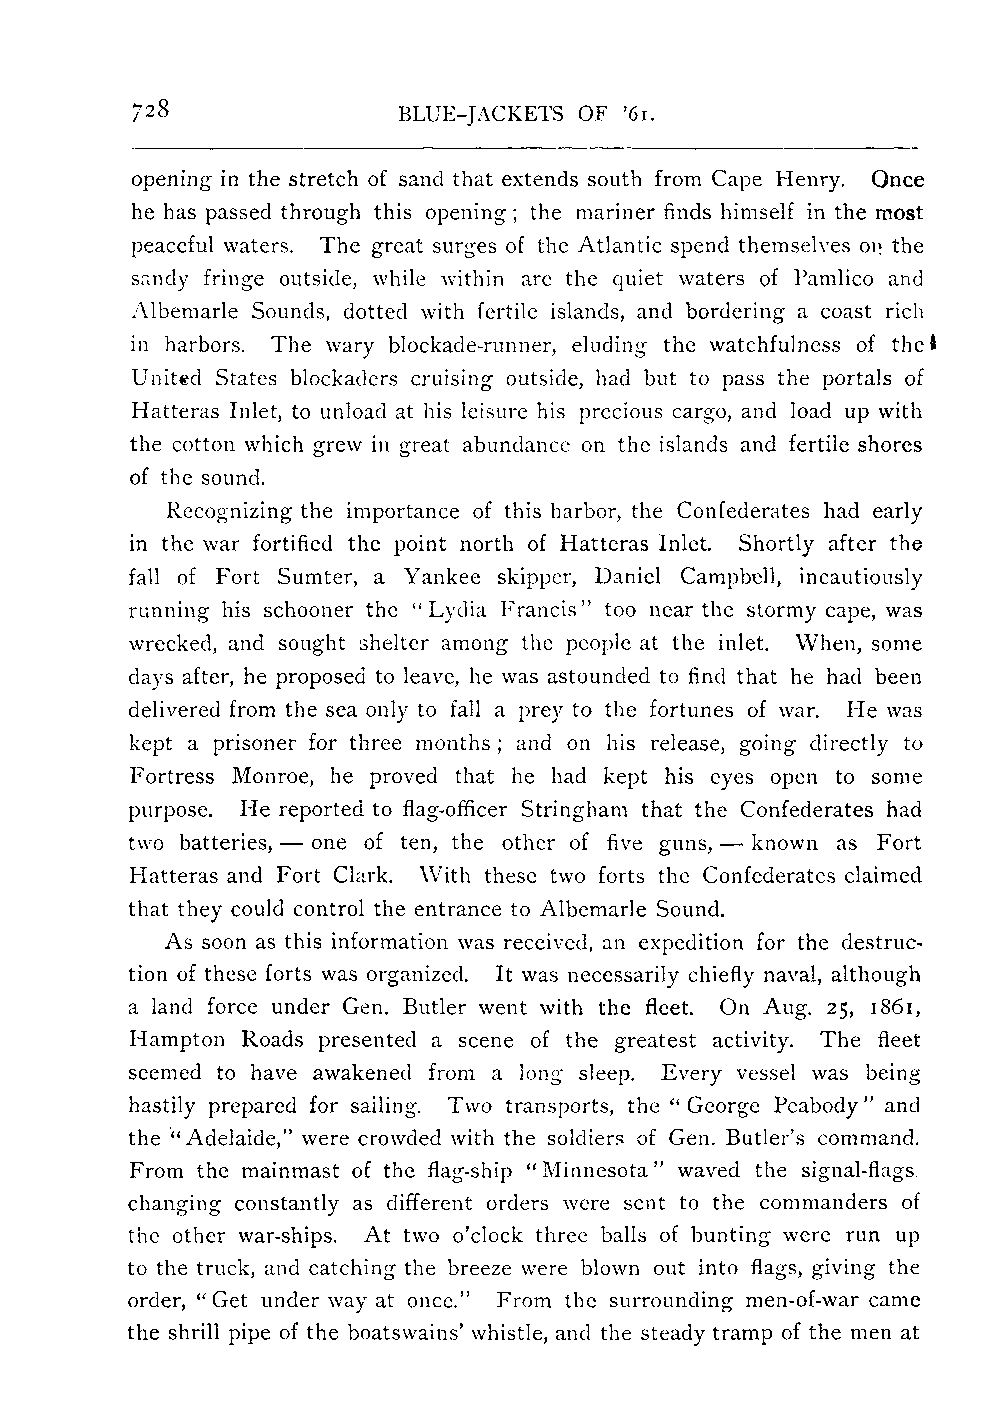 728 BLUE-JACKETS OF '61.
opening in the stretch of sand that extends south from Cape Henry. Once
he has passed through this opening; the mariner finds himself in the most
peaceful waters. The great surges of the Atlantic spend themselves on the
sandy fringe outside, while within are the quiet waters of Pamlico and
Albemarle Sounds, dotted with fertile islands, and bordering a coast rich
in harbors. The wary blockade-runner, eluding the watchfulness of the
United States blockaders cruising outside, had but to pass the portals of
Hatteras Inlet, to unload at his leisure his precious cargo, and load up with
the cotton which grew in great abundance on the islands and fertile shores
of the sound.
Recognizing the importance of this harbor, the Confederates had early
in the war fortified the point north of Hatteras Inlet. Shortly after the
fall of Fort Sumter, a Yankee skipper, Daniel Campbell, incautiously
running his schooner the "Lydia Francis" too near the stormy cape, was
wrecked, and sought shelter among the people at the inlet. When, some
days after, he proposed to leave, he was astounded to find that he had been
delivered from the sea only to fall a prey to the fortunes of war. He was
kept a prisoner for three months; and on his release, going directly to
Fortress Monroe, he proved that he had kept his eyes open to some
purpose. He reported to flag-officer Stringham that the Confederates had
two batteries,—one of ten, the other of five guns,—known as Fort
Hatteras and Fort Clark. With these two forts the Confederates claimed
that they could control the entrance to Albemarle Sound.
As soon as this information was received, an expedition for the destruc-
tion of these forts was organized. It was necessarily chiefly naval, although
a land force under Gen. Butler went with the fleet. On Aug. 25, 1861,
Hampton Roads presented a scene of the greatest activity. The fleet
seemed to have awakened from a long sleep. Every vessel was being
hastily prepared for sailing. Two transports, the "George Peabody" and
the "Adelaide," were crowded with the soldiers of Gen. Butler's command.
From the mainmast of the flag-ship "Minnesota" waved the signal-flags.
changing constantly as different orders were sent to the commanders of
the other war-ships. At two o'clock three balls of bunting were run up
to the truck, and catching the breeze were blown out into flags, giving the
order, "Get under way at once." From the surrounding men-of-war came
the shrill pipe of the boatswains' whistle, and the steady tramp of the men at